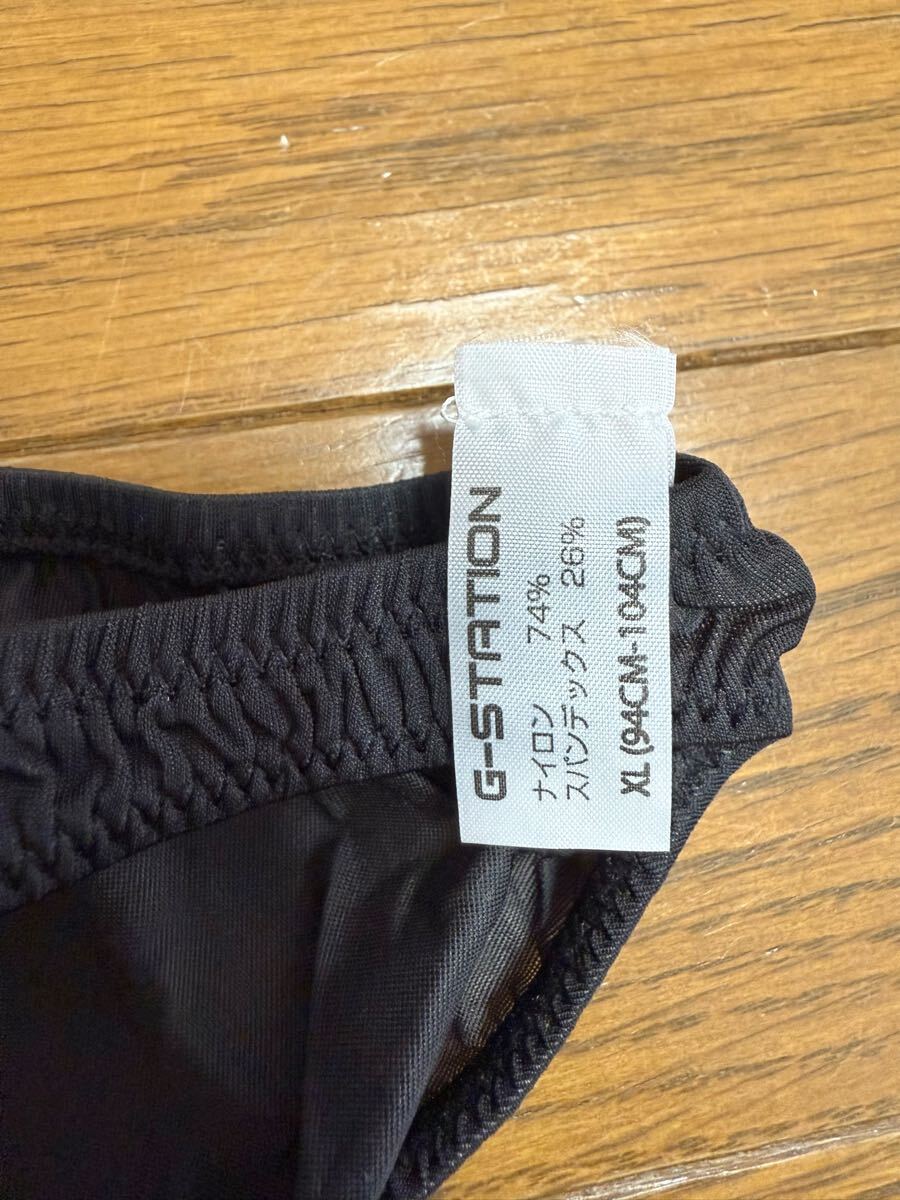 G-STATION
ナイロン 74%
スパンデックス 26%
XL (94CM-104CM)